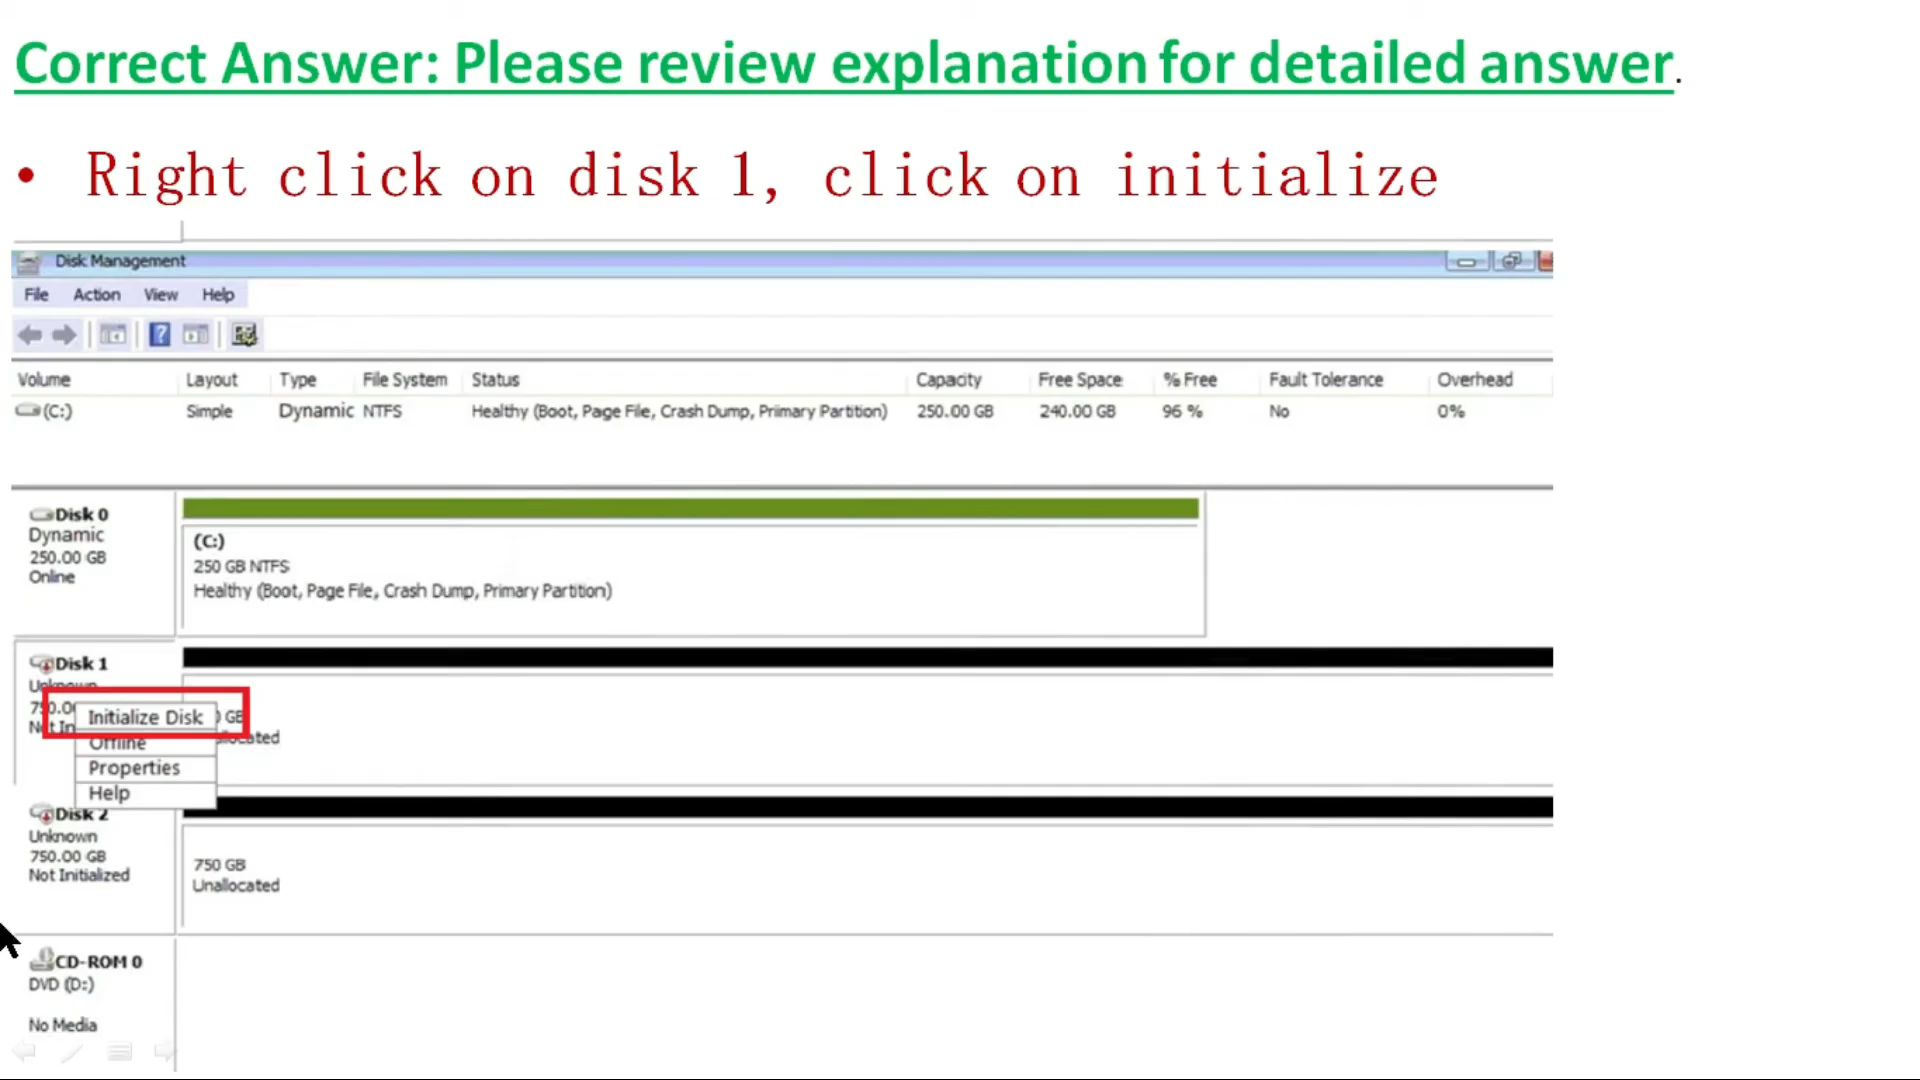 Correct Answer: Please review explanation for detailed answer.
• Right click on disk 1, click on initialize
Disk Management
File Action View Help
Volume Layout Type File System Status Capacity Free Space % Free Fault Tolerance Overhead
(C:) Simple Dynamic NTFS Healthy (Boot, Page File, Crash Dump, Primary Partition) 250.00 GB 240.00 GB 96 % No 0%
Disk 0
Dynamic
250.00 GB
Online
(C:)
250 GB NTFS
Healthy (Boot, Page File, Crash Dump, Primary Partition)
Disk 1
Unknown
Initialize Disk
GB
Offline
Properties
Help
Disk 2
Unknown
750.00 GB
Not Initialized
750 GB
Unallocated
CD-ROM 0
DVD (D:)
No Media